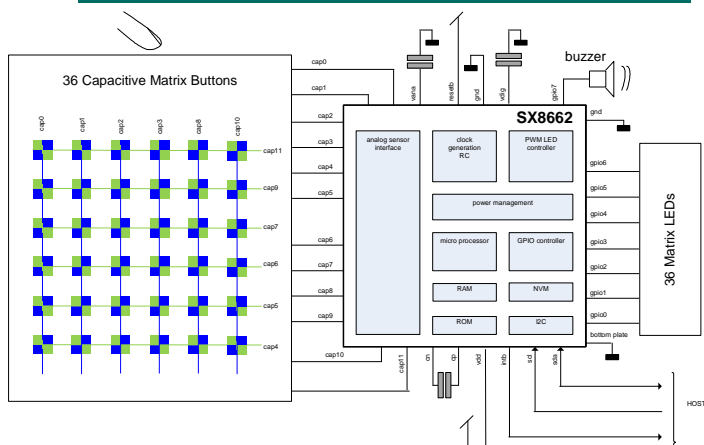 36 Capacitive Matrix Buttons
cap0
cap1
cap2
cap3
cap8
cap10
cap11
cap9
cap7
cap6
cap5
cap4
cap0
cap1
cap2
cap3
cap4
cap5
cap6
cap7
cap8
cap9
cap10
cap11
cn
cp
vdd
intb
scl
sda
vana
resetb
gnd
vdig
gpio7
buzzer
SX8662
analog sensor
interface
clock
generation
RC
PWM LED
controller
power management
micro processor
GPIO controller
RAM
NVM
ROM
I2C
gnd
gpio6
gpio5
gpio4
gpio3
gpio2
gpio1
gpio0
bottom plate
36 Matrix LEDs
HOST